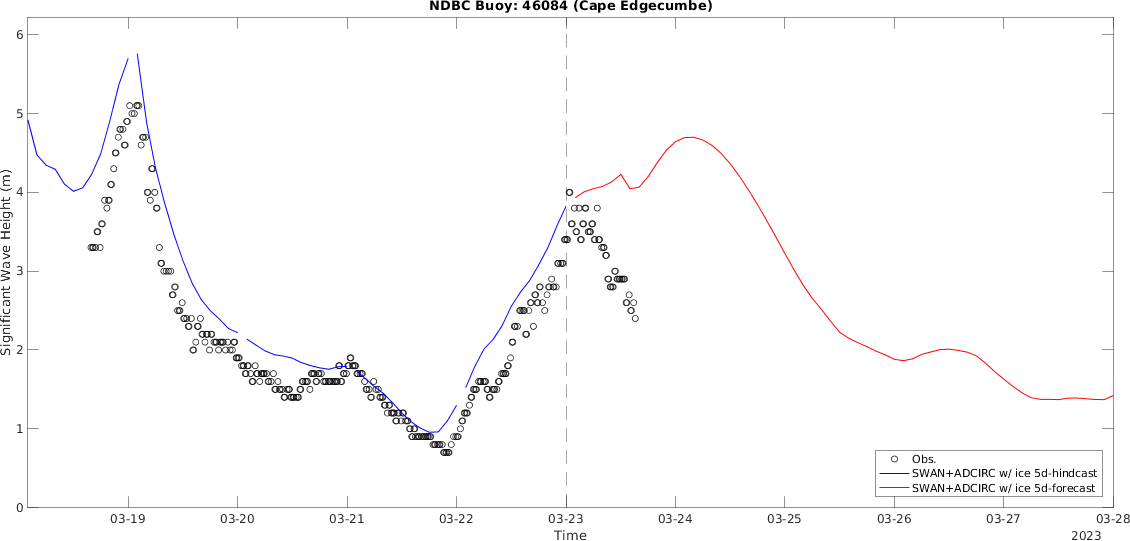 NDBC Buoy: 46084 (Cape Edgecumbe)
6
5
4
3
2
1
0
Significant Wave Height (m)
Obs.
SWAN+ADCIRC w/ ice 5d-hindcast
SWAN+ADCIRC w/ ice 5d-forecast
03-19 03-20 03-21 03-22 03-23 03-24 03-25 03-26 03-27 03-28
Time
2023